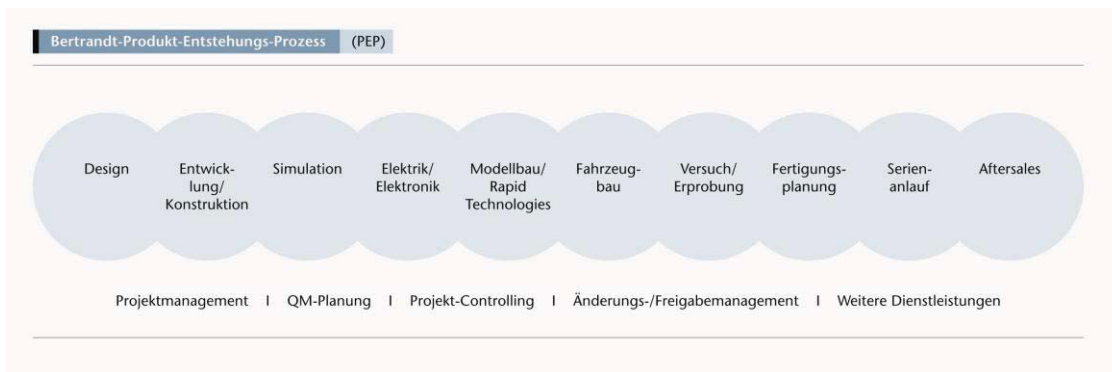 Bertrandt-Produkt-Entstehungs-Prozess (PEP)
Design
Entwick-
lung/
Konstruktion
Simulation
Elektrik/
Elektronik
Modellbau/
Rapid
Technologies
Fahrzeug-
bau
Versuch/
Erprobung
Fertigungs-
planung
Serien-
anlauf
Aftersales
Projektmanagement I QM-Planung I Projekt-Controlling I Änderungs-/Freigabemanagement I Weitere Dienstleistungen